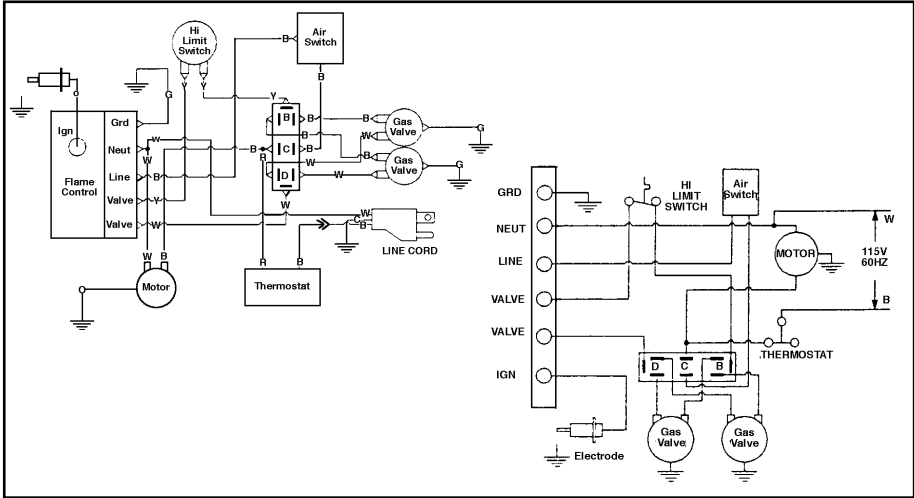 Hi
Limit
Switch
B
Air
Switch
B
Y
Y
G
Y
O
Ign
Grd
Neut
Flame
Control
Line
Valve
Valve
W
W
B
B
Y
W
B
R
B
C
D
B
B
B
B
W
B
W
W
W
Gas
Valve
G
Gas
Valve
G
W
C
B
LINE CORD
W
B
Motor
R
B
Thermostat
GRD
NEUT
LINE
VALVE
VALVE
IGN
HI
LIMIT
SWITCH
Air
Switch
MOTOR
W
115V
60HZ
B
.THERMOSTAT
D
C
B
Gas
Valve
Gas
Valve
Electrode